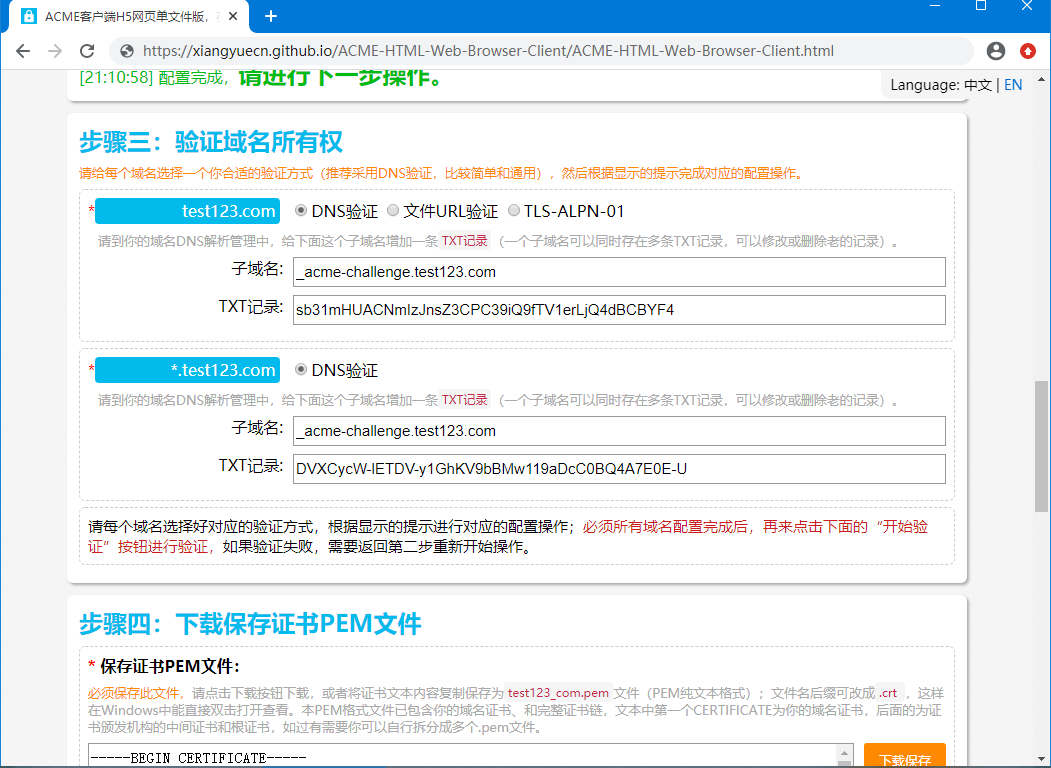 ACME客户端H5网页单文件版，
https://xiangyuecn.github.io/ACME-HTML-Web-Browser-Client/ACME-HTML-Web-Browser-Client.html
[21:10:58] 配置完成，请进行下一步操作。
Language: 中文 | EN
步骤三：验证域名所有权
请给每个域名选择一个你合适的验证方式（推荐采用DNS验证，比较简单和通用），然后根据显示的提示完成对应的配置操作。
* test123.com DNS验证 文件URL验证 TLS-ALPN-01
请到你的域名DNS解析管理中，给下面这个子域名增加一条 TXT记录 （一个子域名可以同时存在多条TXT记录，可以修改或删除老的记录）。
子域名: _acme-challenge.test123.com
TXT记录: sb31mHUACNmIzJnsZ3CPC39iQ9fTV1erLjQ4dBCBYF4
* *.test123.com DNS验证
请到你的域名DNS解析管理中，给下面这个子域名增加一条 TXT记录 （一个子域名可以同时存在多条TXT记录，可以修改或删除老的记录）。
子域名: _acme-challenge.test123.com
TXT记录: DVXCycW-lETDV-y1GhKV9bBMw119aDcC0BQ4A7E0E-U
请每个域名选择好对应的验证方式，根据显示的提示进行对应的配置操作；必须所有域名配置完成后，再来点击下面的“开始验
证”按钮进行验证，如果验证失败，需要返回第二步重新开始操作。
步骤四：下载保存证书PEM文件
* 保存证书PEM文件：
必须保存此文件，请点击下载按钮下载，或者将证书文本内容复制保存为 test123_com.pem 文件（PEM纯文本格式）；文件名后缀可改成 .crt ，这样
在Windows中能直接双击打开查看。本PEM格式文件已包含你的域名证书、和完整证书链，文本中第一个CERTIFICATE为你的域名证书，后面的为证
书颁发机构的中间证书和根证书，如过有需要你可以自行拆分成多个.pem文件。
-----BEGIN CERTIFICATE-----
下载保存